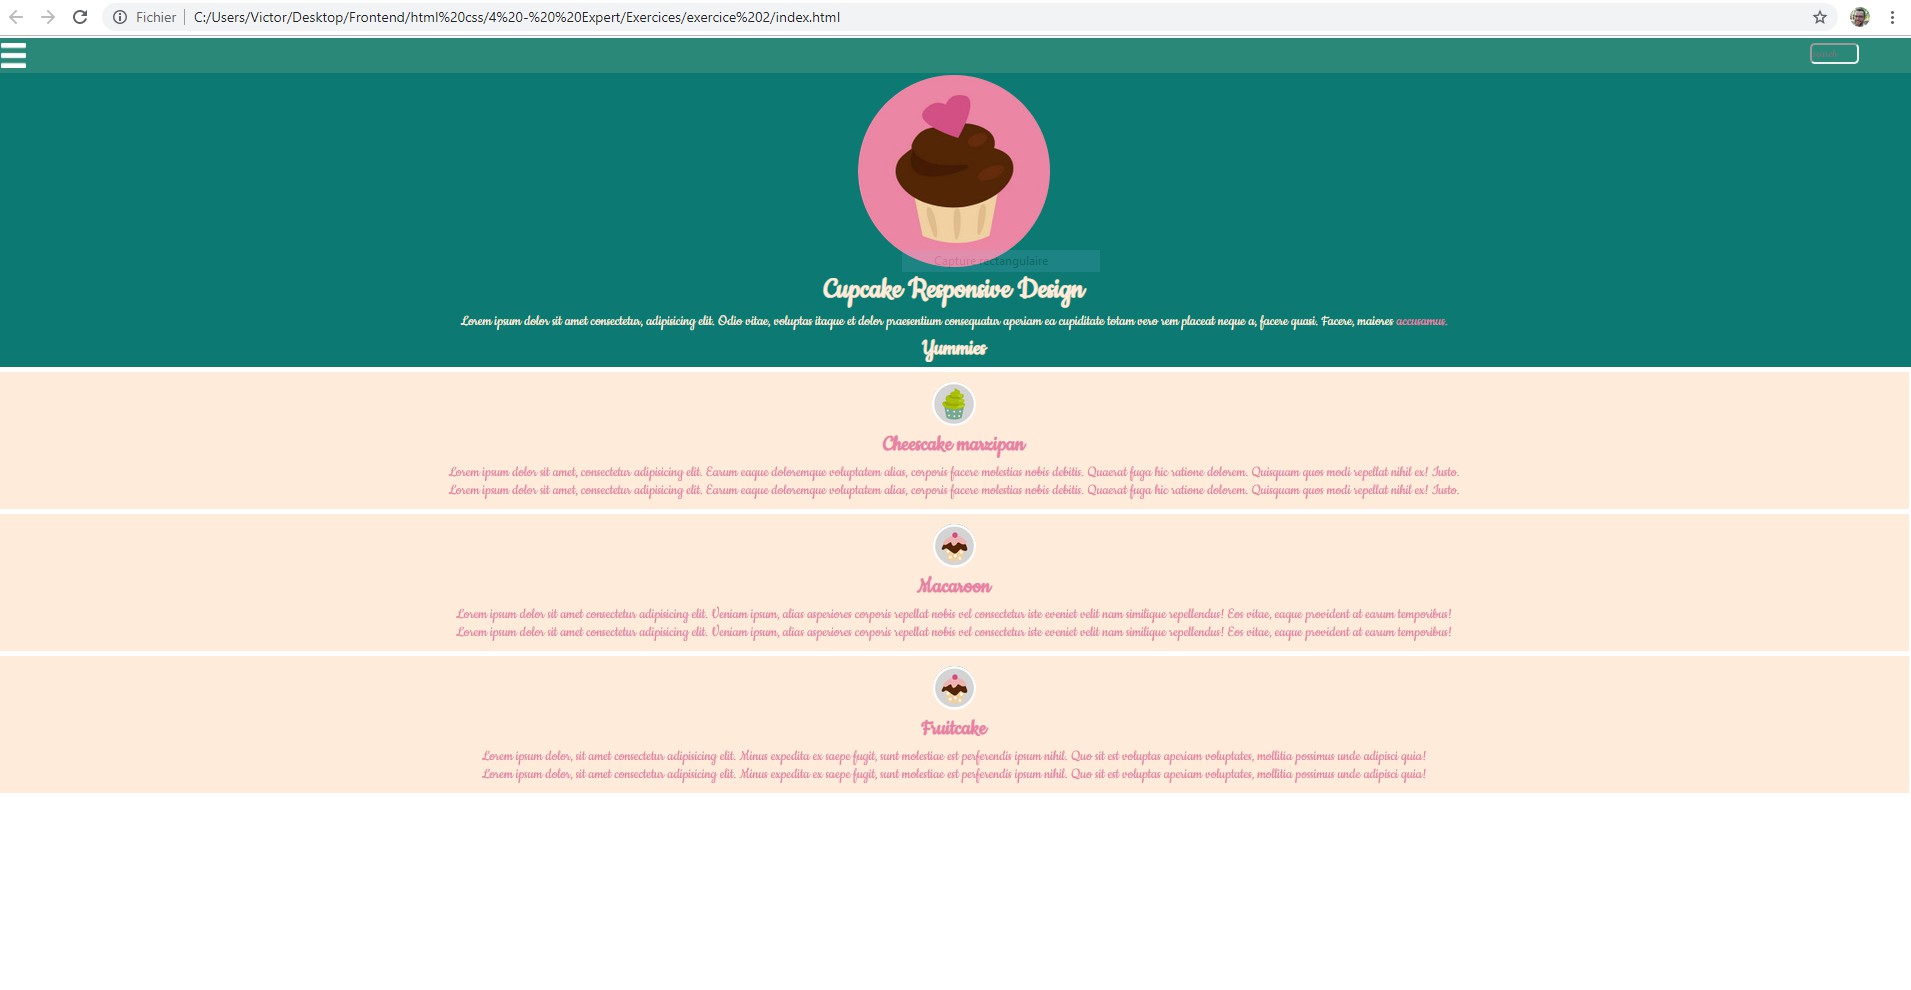 Fichier
C:/Users/Victor/Desktop/Frontend/html%20css/4%20-%20%20Expert/Exercices/exercice%202/index.html
Capture rectangulaire
Cupcake Responsive Design
Lorem ipsum dolor sit amet consectetur, adipisicing elit. Odio vitae, voluptas itaque et dolor praesentium consequatur aperiam ea cupiditate totam vero rem placeat neque a, facere quasi. Facere, maiores accusamus.
Yummies
Cheescake marzipan
Lorem ipsum dolor sit amet, consectetur adipisicing elit. Earum eaque doloremque voluptatem alias, corporis facere molestias nobis debitis. Quaerat fuga hic ratione dolorem. Quisquam quos modi repellat nihil ex! Iusto.
Lorem ipsum dolor sit amet, consectetur adipisicing elit. Earum eaque doloremque voluptatem alias, corporis facere molestias nobis debitis. Quaerat fuga hic ratione dolorem. Quisquam quos modi repellat nihil ex! Iusto.
Macaroon
Lorem ipsum dolor sit amet consectetur adipisicing elit. Veniam ipsum, alias asperiores corporis repellat nobis vel consectetur iste eveniet velit nam similique repellendus! Eos vitae, eaque provident at earum temporibus!
Lorem ipsum dolor sit amet consectetur adipisicing elit. Veniam ipsum, alias asperiores corporis repellat nobis vel consectetur iste eveniet velit nam similique repellendus! Eos vitae, eaque provident at earum temporibus!
Fruitcake
Lorem ipsum dolor, sit amet consectetur adipisicing elit. Minus expedita ex saepe fugit, sunt molestiae est perferendis ipsum nihil. Quo sit est voluptas aperiam voluptates, mollitia possimus unde adipisci quia!
Lorem ipsum dolor, sit amet consectetur adipisicing elit. Minus expedita ex saepe fugit, sunt molestiae est perferendis ipsum nihil. Quo sit est voluptas aperiam voluptates, mollitia possimus unde adipisci quia!